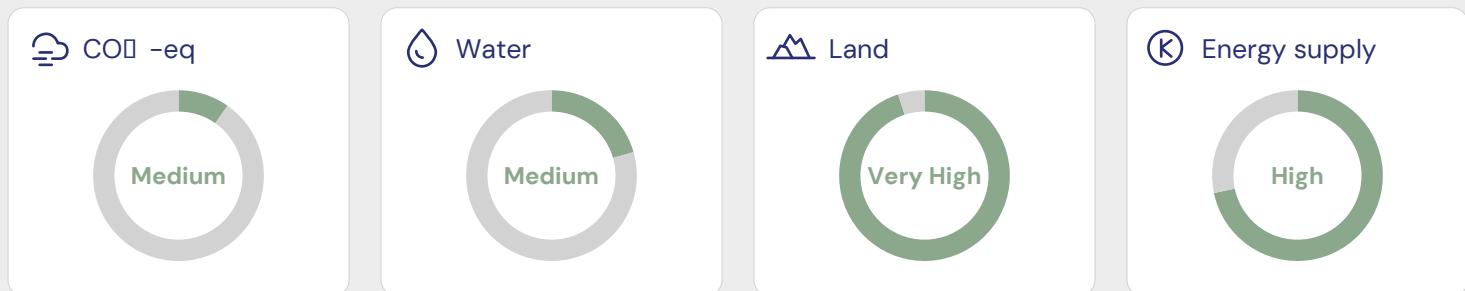 CO▯ -eq
Water
Land
Energy supply
Medium
Medium
Very High
High